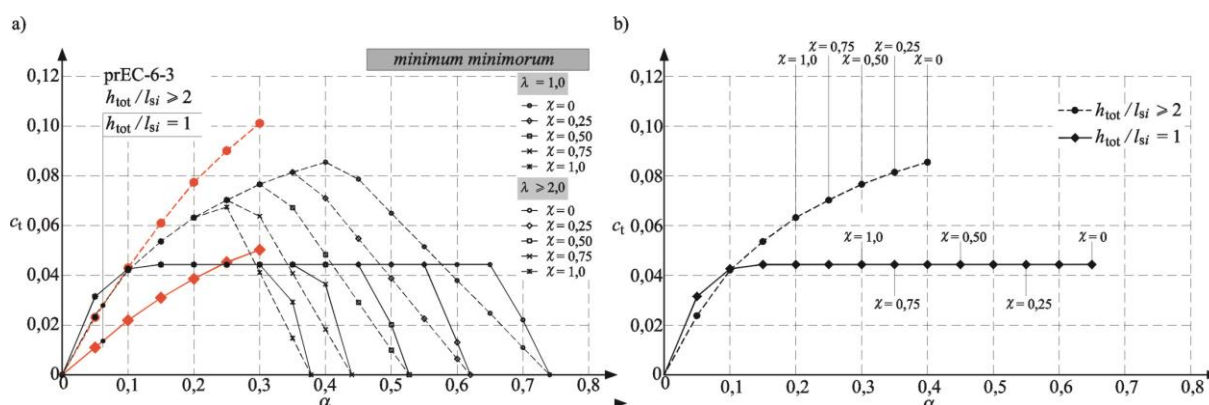 a)
minimum minimorum
0,12
prEC-6-3
h_tot / l_si ⩾ 2
h_tot / l_si = 1
0,10
0,08
c_t 0,06
0,04
0,02
0
0 0,1 0,2 0,3 0,4 0,5 0,6 0,7 0,8
α
λ = 1,0
χ = 0
χ = 0,25
χ = 0,50
χ = 0,75
χ = 1,0
λ ⩾ 2,0
χ = 0
χ = 0,25
χ = 0,50
χ = 0,75
χ = 1,0
b)
χ = 0,75 χ = 0,25
χ = 1,0 χ = 0,50 χ = 0
0,12
0,10
0,08
c_t 0,06
0,04
0,02
0
h_tot / l_si ⩾ 2
h_tot / l_si = 1
χ = 1,0 χ = 0,50 χ = 0
χ = 0,75 χ = 0,25
0 0,1 0,2 0,3 0,4 0,5 0,6 0,7 0,8
α